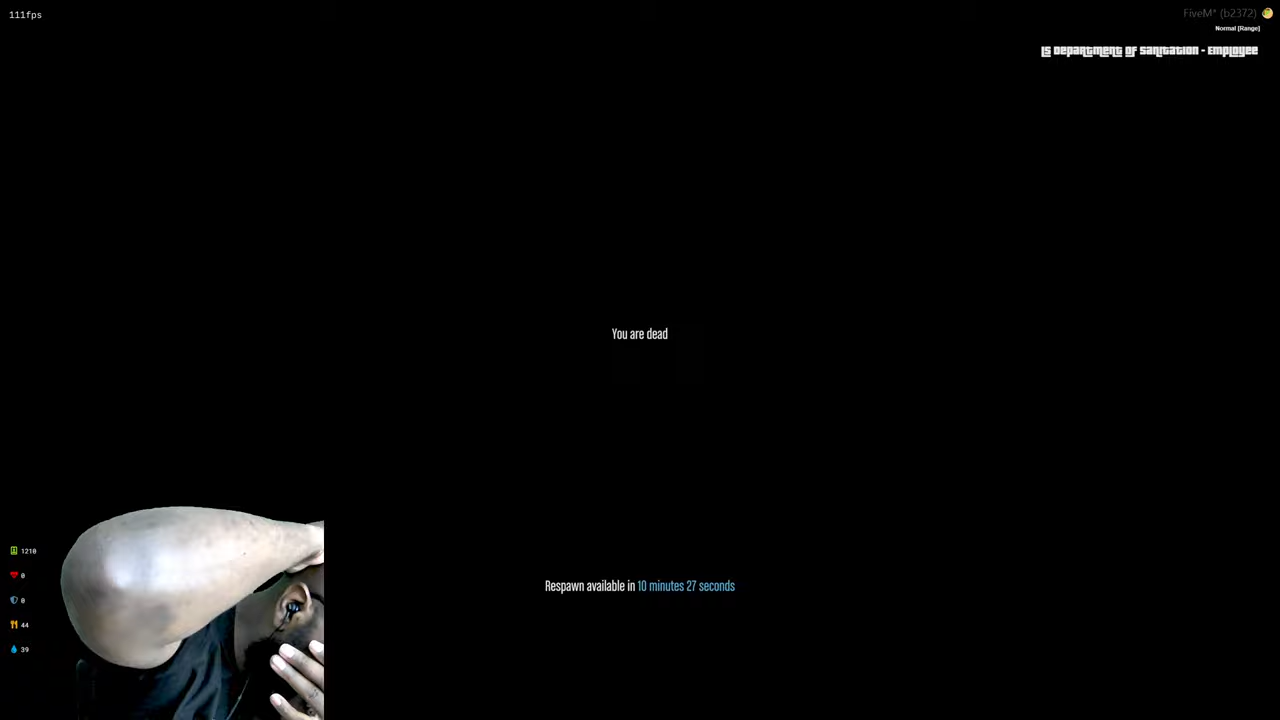 111fps
FiveM* (b2372)
Normal [Range]
LS Department of Sanitation - Employee
You are dead
1210
0
0
44
39
Respawn available in 10 minutes 27 seconds